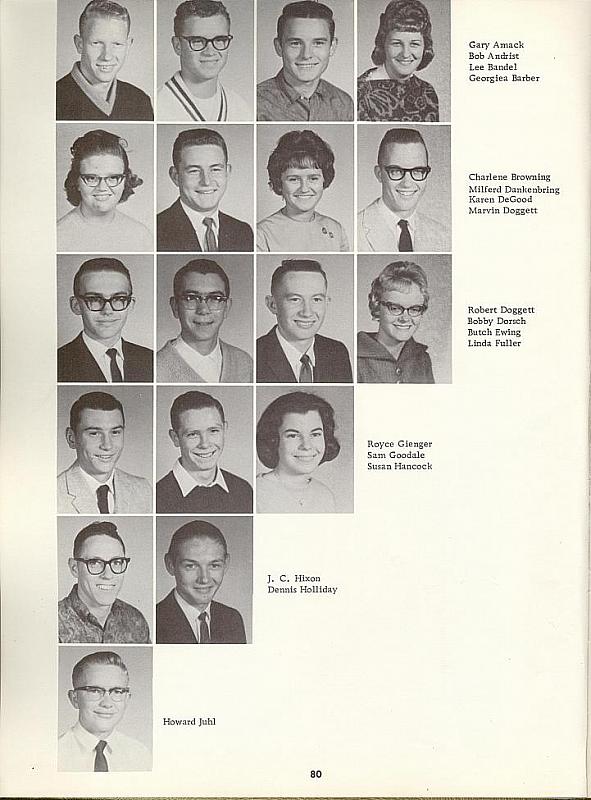 Gary Amack
Bob Andrist
Lee Bandel
Georgiea Barber
Charlene Browning
Milferd Dankenbring
Karen DeGood
Marvin Doggett
Robert Doggett
Bobby Dorsch
Butch Ewing
Linda Fuller
Royce Gienger
Sam Goodale
Susan Hancock
J. C. Hixon
Dennis Holliday
Howard Juhl
80